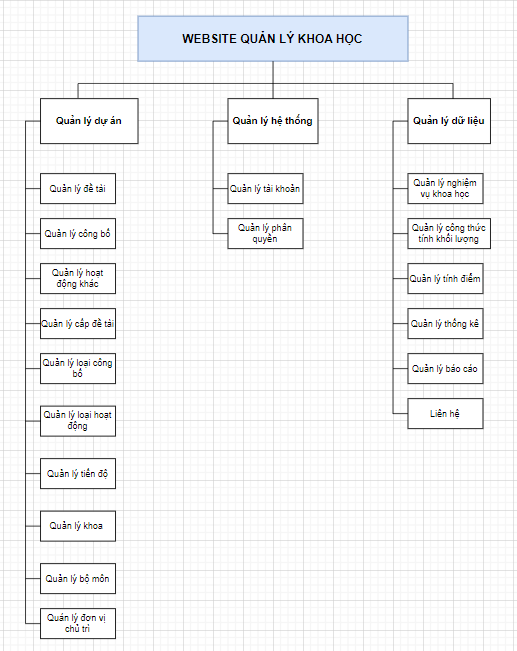 WEBSITE QUẢN LÝ KHOA HỌC
Quản lý dự án
Quản lý đề tài
Quản lý công bố
Quản lý hoạt
động khác
Quản lý cấp đề tài
Quản lý loại công
bố
Quản lý loại hoạt
động
Quản lý tiến độ
Quản lý khoa
Quản lý bộ môn
Quản lý đơn vị
chủ trì
Quản lý hệ thống
Quản lý tài khoản
Quản lý phân
quyền
Quản lý dữ liệu
Quản lý nghiệm
vụ khoa học
Quản lý công thức
tính khối lượng
Quản lý tính điểm
Quản lý thống kê
Quản lý báo cáo
Liên hệ